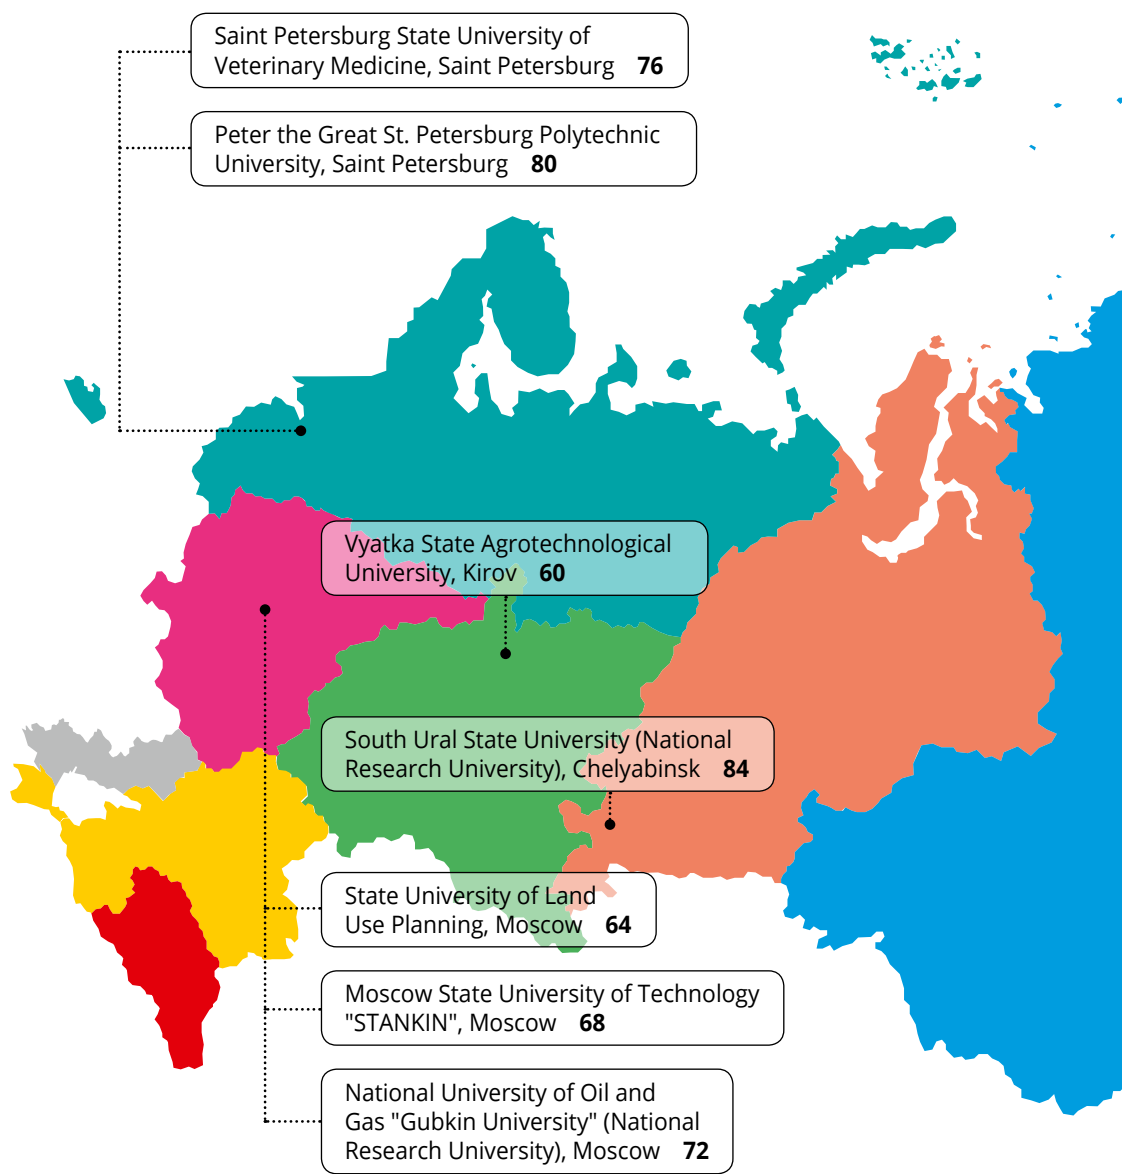 Saint Petersburg State University of
Veterinary Medicine, Saint Petersburg 76
Peter the Great St. Petersburg Polytechnic
University, Saint Petersburg 80
Vyatka State Agrotechnological
University, Kirov 60
South Ural State University (National
Research University), Chelyabinsk 84
State University of Land
Use Planning, Moscow 64
Moscow State University of Technology
"STANKIN", Moscow 68
National University of Oil and
Gas "Gubkin University" (National
Research University), Moscow 72